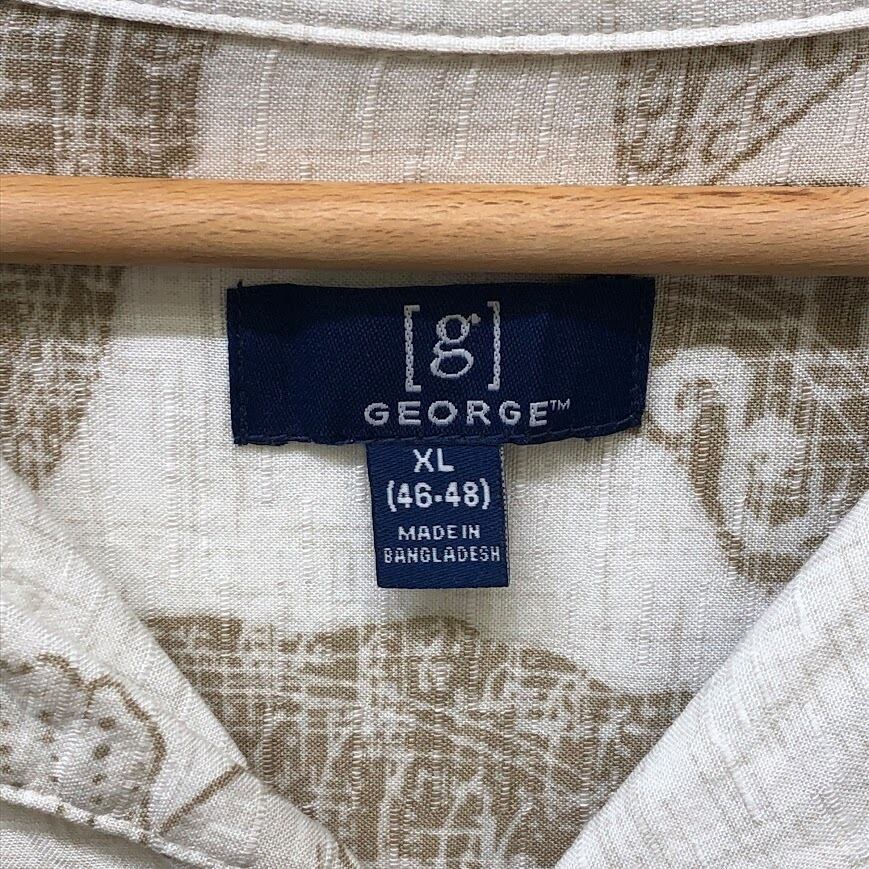 [g]
GEORGE™
XL
(46-48)
MADE IN
BANGLADESH